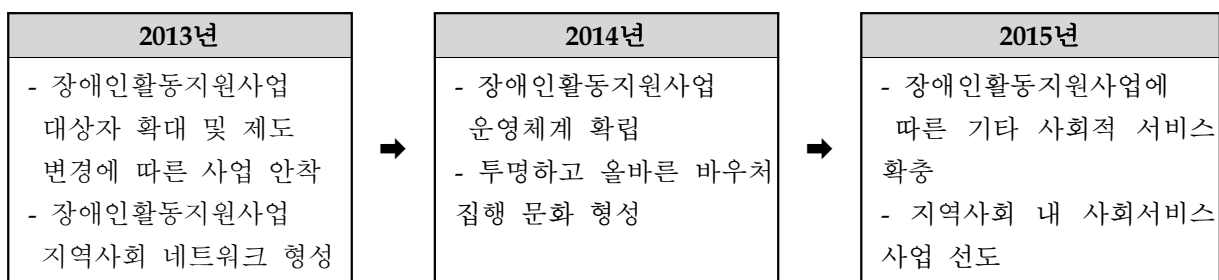 2013년
- 장애인활동지원사업
대상자 확대 및 제도
변경에 따른 사업 안착
- 장애인활동지원사업
지역사회 네트워크 형성
➡
2014년
- 장애인활동지원사업
운영체계 확립
- 투명하고 올바른 바우처
집행 문화 형성
➡
2015년
- 장애인활동지원사업에
따른 기타 사회적 서비스
확충
- 지역사회 내 사회서비스
사업 선도